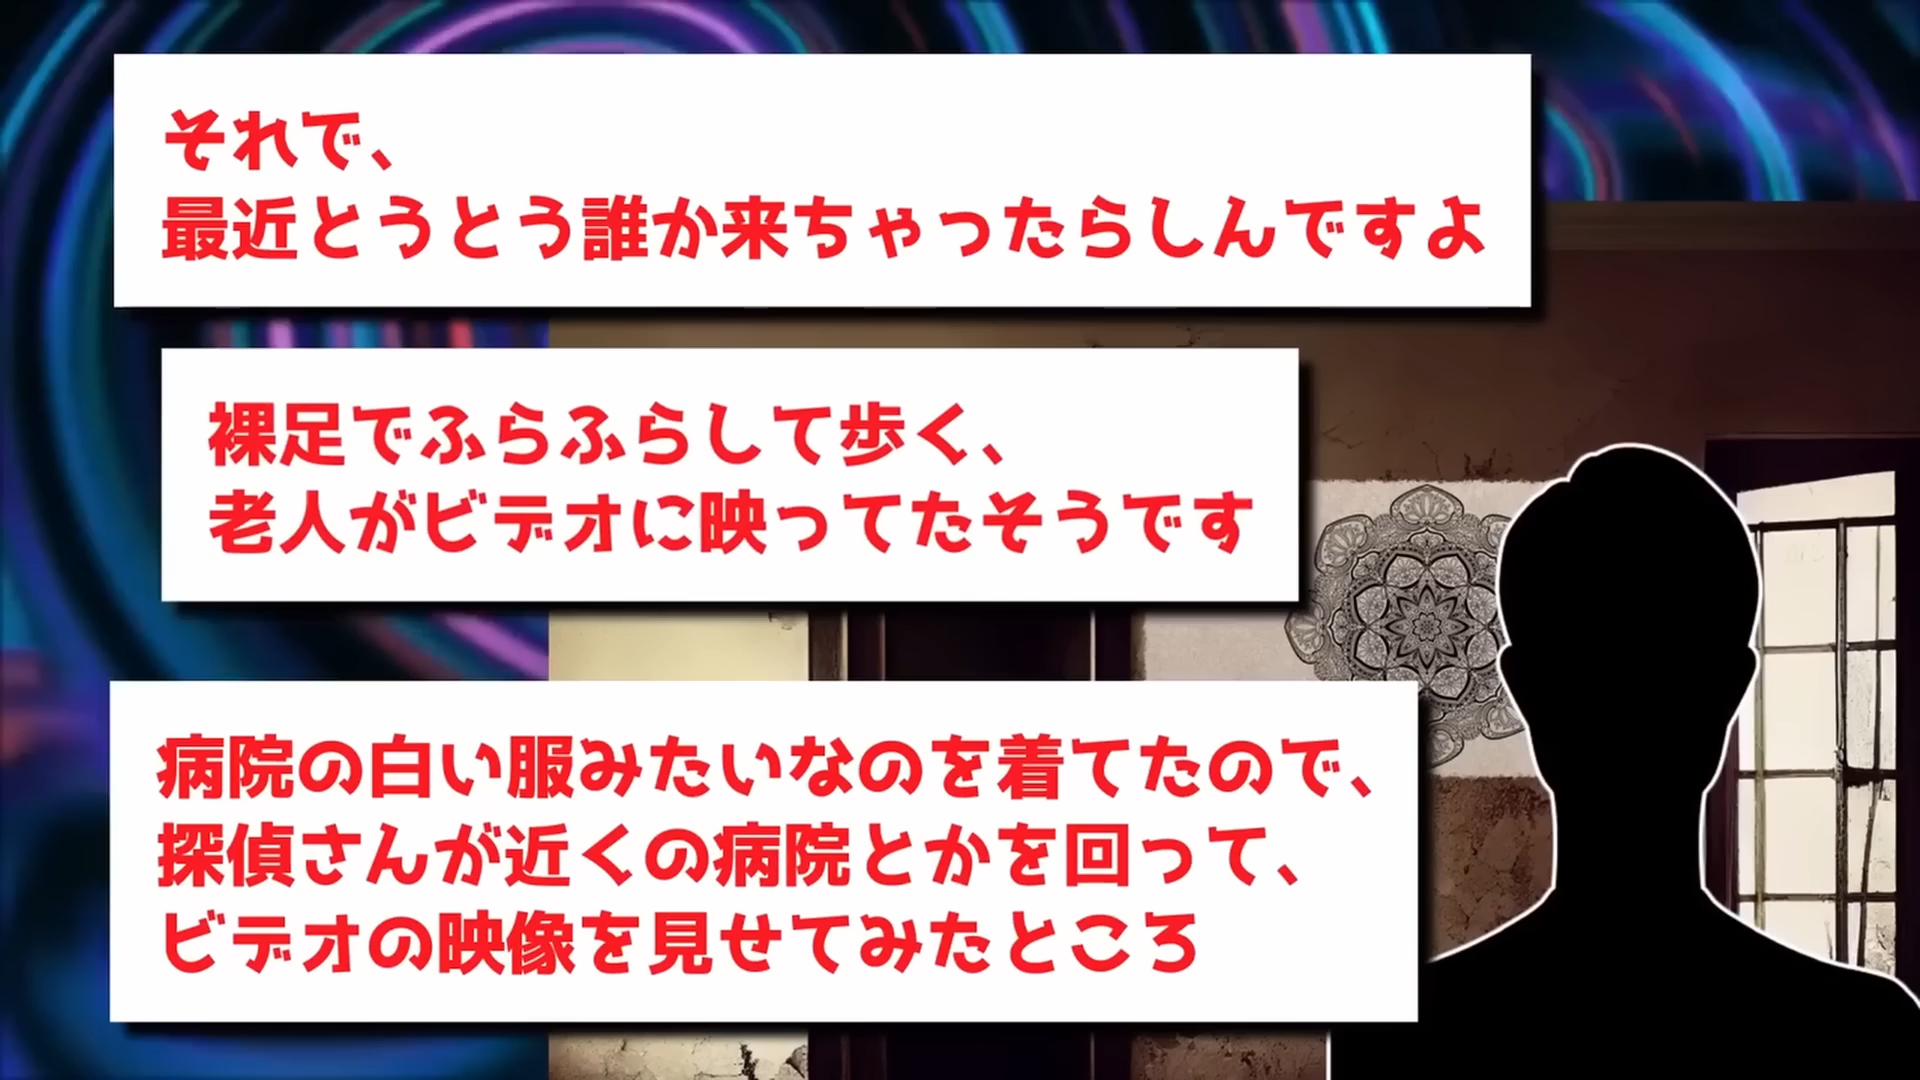 それで、
最近とうとう誰か来ちゃったらしんですよ
裸足でふらふらして歩く、
老人がビデオに映ってたそうです
病院の白い服みたいなのを着てたので、
探偵さんが近くの病院とかを回って、
ビデオの映像を見せてみたところ